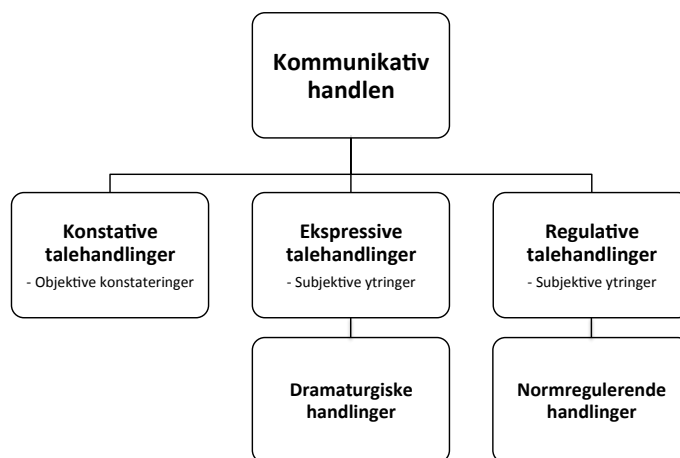 Kommunikativ
handlen
Konstative
talehandlinger
- Objektive konstateringer
Ekspressive
talehandlinger
- Subjektive ytringer
Regulative
talehandlinger
- Subjektive ytringer
Dramaturgiske
handlinger
Normregulerende
handlinger